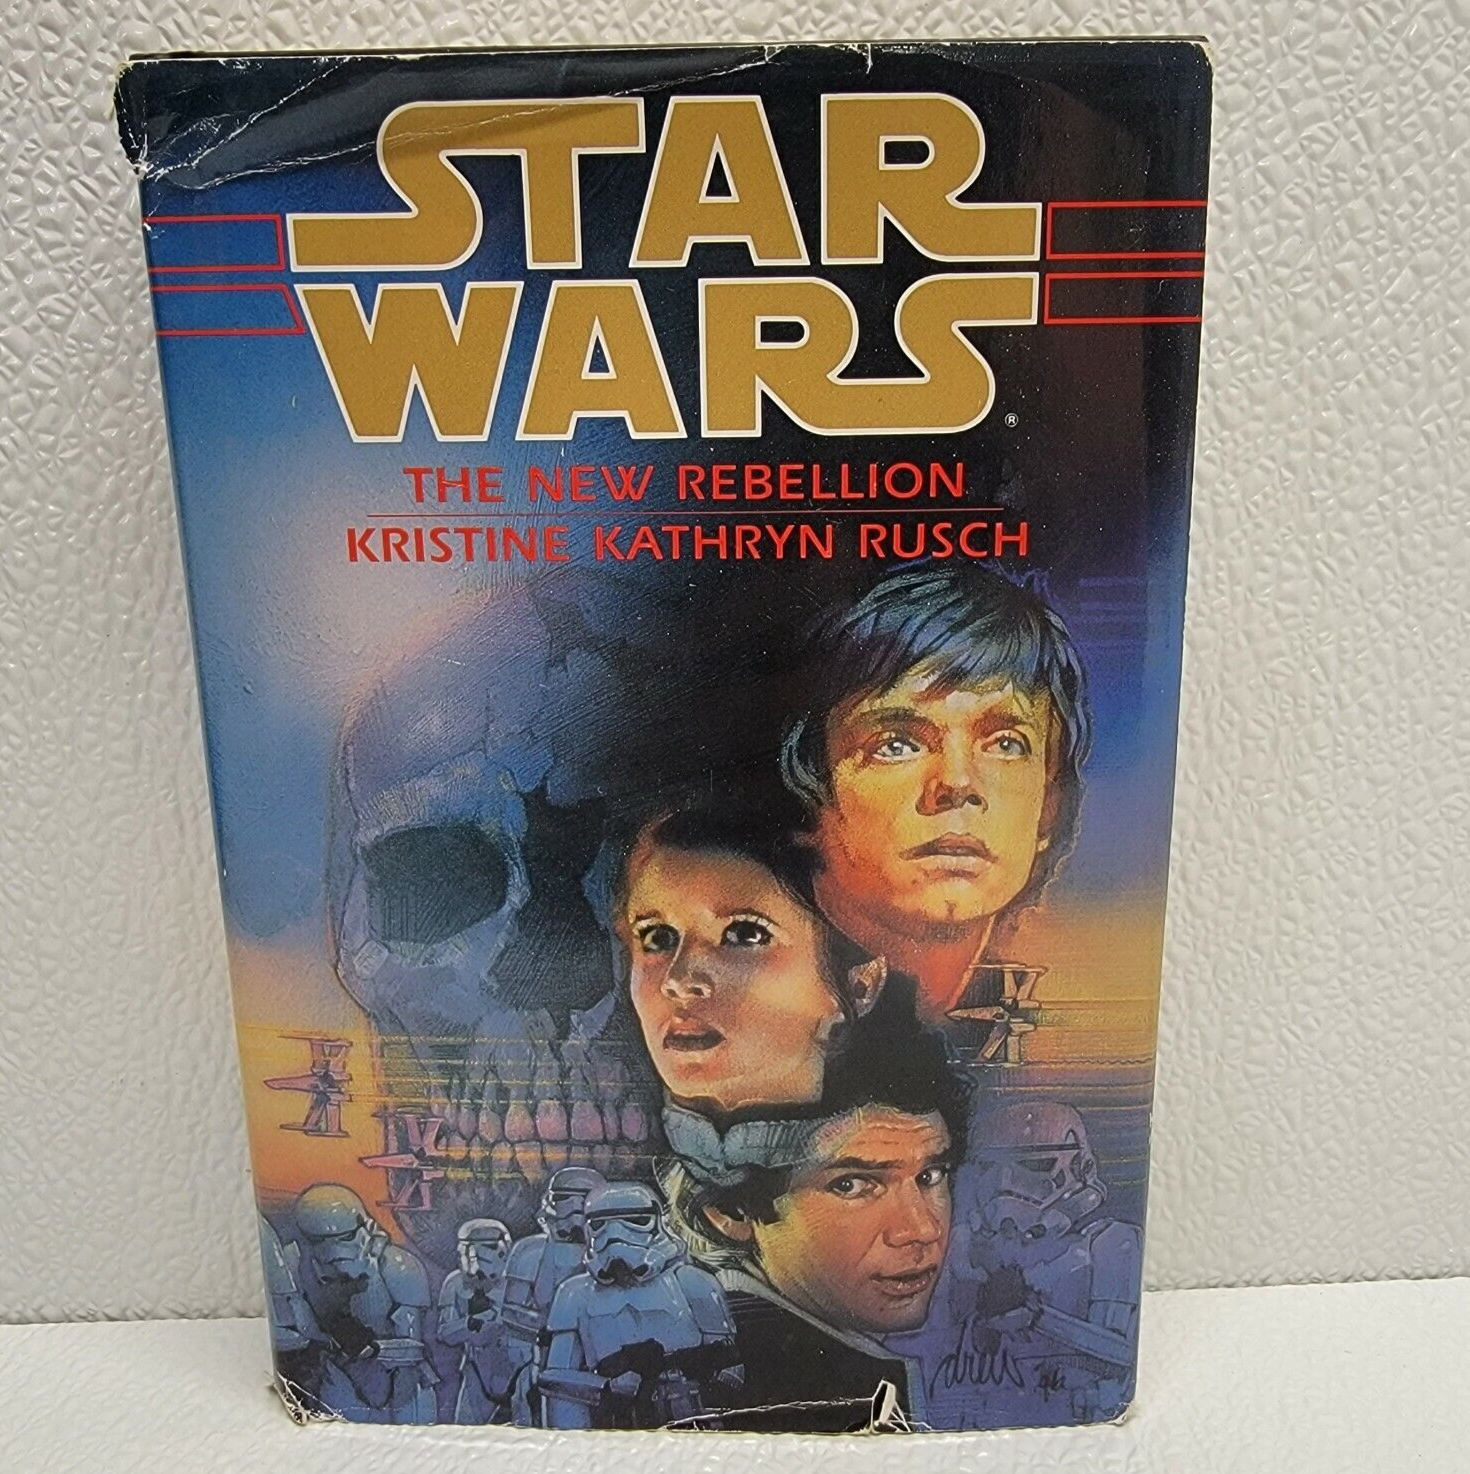 STAR
WARS®
THE NEW REBELLION
KRISTINE KATHRYN RUSCH
drew